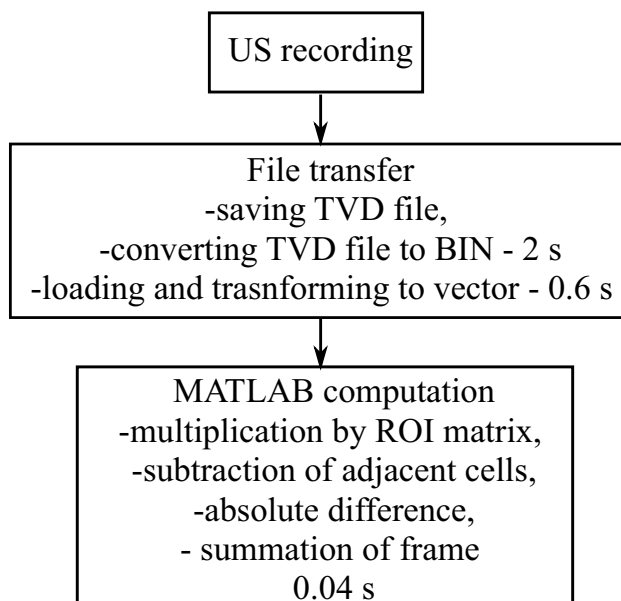 US recording
File transfer
-saving TVD file,
-converting TVD file to BIN - 2 s
-loading and trasnforming to vector - 0.6 s
MATLAB computation
-multiplication by ROI matrix,
-subtraction of adjacent cells,
-absolute difference,
- summation of frame
0.04 s